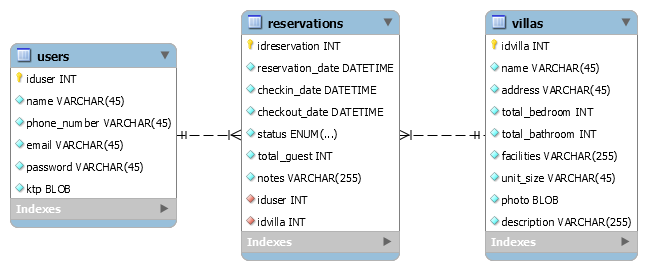 users
iduser INT
name VARCHAR(45)
phone_number VARCHAR(45)
email VARCHAR(45)
password VARCHAR(45)
ktp BLOB
Indexes
reservations
idreservation INT
reservation_date DATETIME
checkin_date DATETIME
checkout_date DATETIME
status ENUM(...)
total_guest INT
notes VARCHAR(255)
iduser INT
idvilla INT
Indexes
villas
idvilla INT
name VARCHAR(45)
address VARCHAR(45)
total_bedroom INT
total_bathroom INT
facilities VARCHAR(255)
unit_size VARCHAR(45)
photo BLOB
description VARCHAR(255)
Indexes